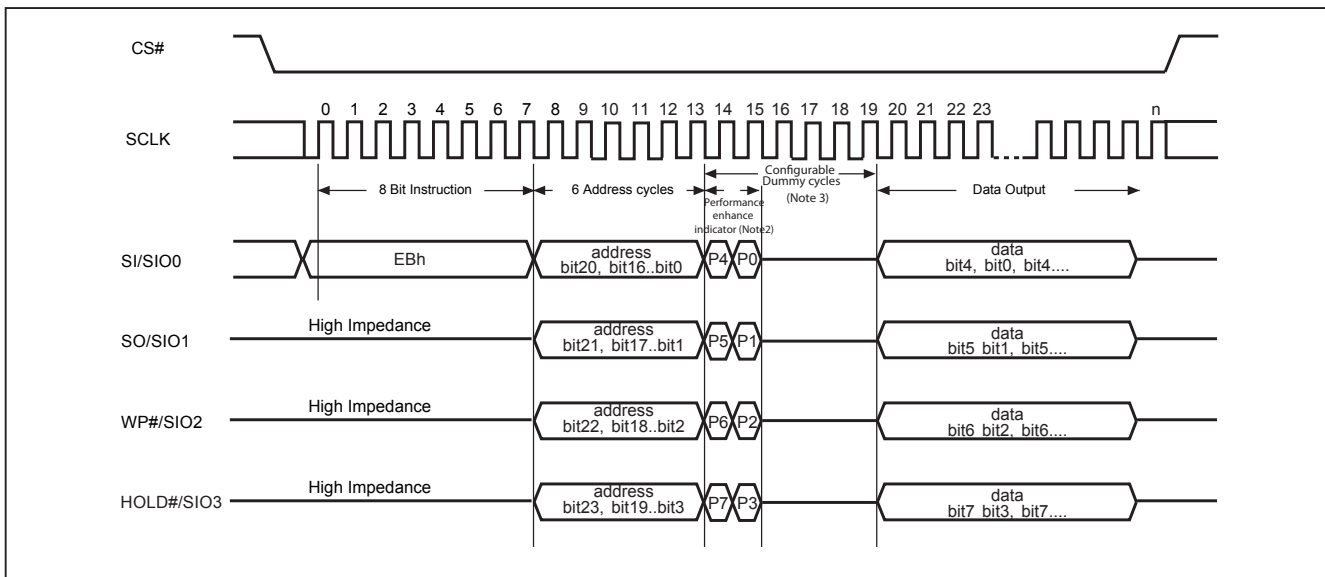 CS#
0 1 2 3 4 5 6 7 8 9 10 11 12 13 14 15 16 17 18 19 20 21 22 23 n
SCLK
8 Bit Instruction
6 Address cycles
Configurable
Dummy cycles
(Note 3)
Data Output
Performance
enhance
indicator (Note2)
SI/SIO0
EBh
address
bit20, bit16..bit0
P4 P0
data
bit4, bit0, bit4....
SO/SIO1
High Impedance
address
bit21, bit17..bit1
P5 P1
data
bit5 bit1, bit5....
WP#/SIO2
High Impedance
address
bit22, bit18..bit2
P6 P2
data
bit6 bit2, bit6....
HOLD#/SIO3
High Impedance
address
bit23, bit19..bit3
P7 P3
data
bit7 bit3, bit7....